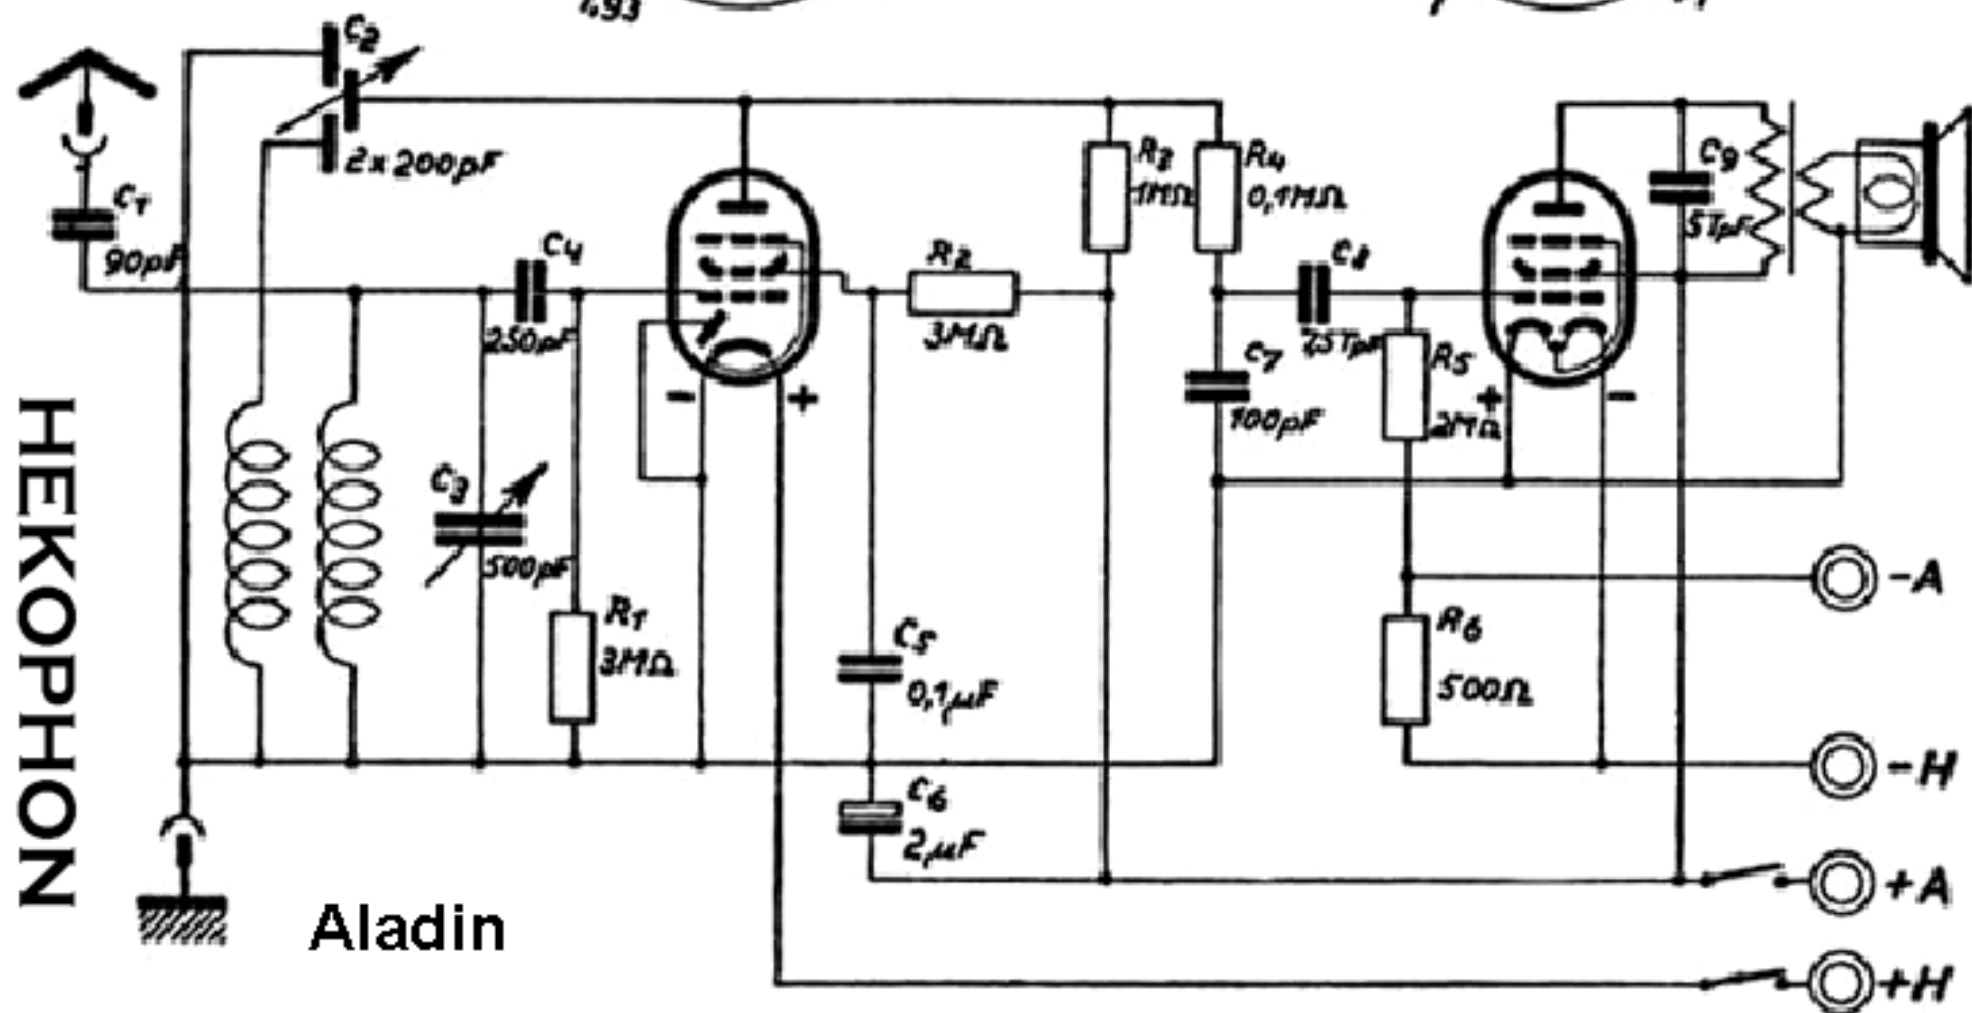 C2
2x200pF
C1
90pF
C4
250pF
R2
3MΩ
R3
1MΩ
R4
0,1MΩ
C8
C7
100pF
R5
2MΩ
C9
5TpF
- +
+ -
C3
500pF
R1
3MΩ
C5
0,1µF
C6
2µF
R6
500Ω
-A
-H
+A
+H
HEKOPHON
Aladin